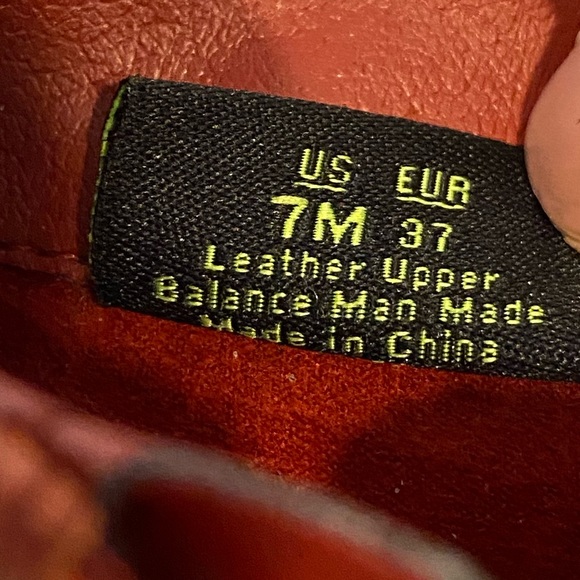 US EUR
7M 37
Leather Upper
Balance Man Made
Made in China